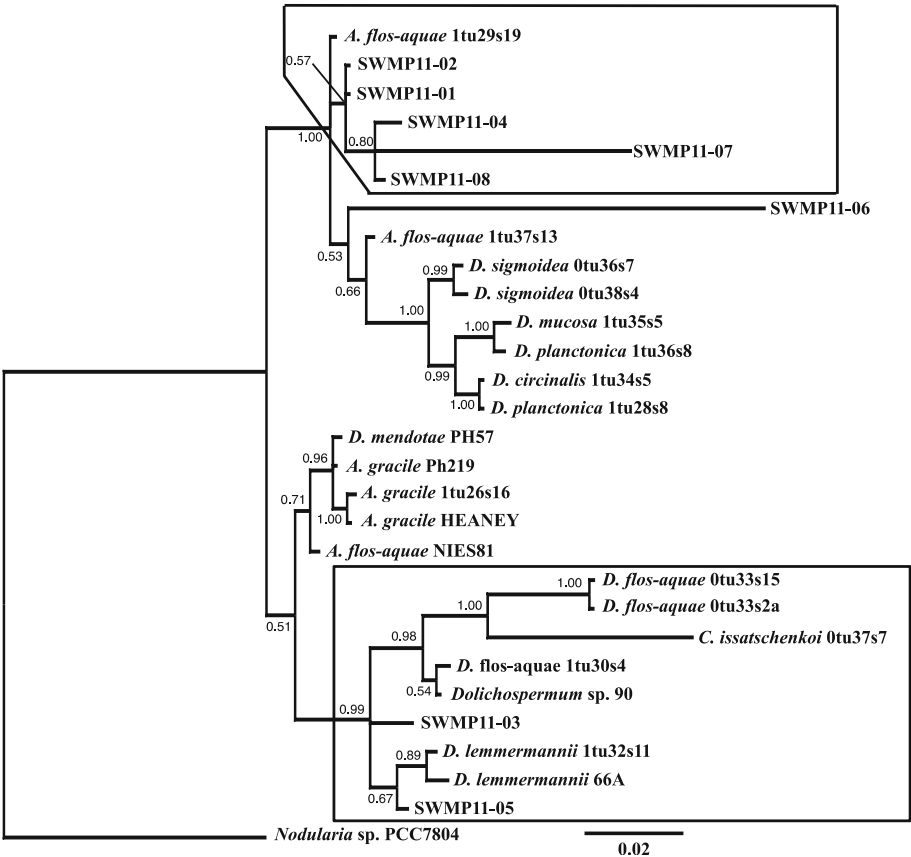 A. flos-aquae 1tu29s19
0.57
SWMP11-02
SWMP11-01
SWMP11-04
1.00
0.80
SWMP11-07
SWMP11-08
SWMP11-06
A. flos-aquae 1tu37s13
0.53
0.99
D. sigmoidea 0tu36s7
0.66
D. sigmoidea 0tu38s4
1.00
1.00
D. mucosa 1tu35s5
D. planctonica 1tu36s8
0.99
D. circinalis 1tu34s5
1.00
D. planctonica 1tu28s8
D. mendotae PH57
0.96
A. gracile Ph219
0.71
A. gracile 1tu26s16
1.00
A. gracile HEANEY
A. flos-aquae NIES81
1.00
D. flos-aquae 0tu33s15
1.00
D. flos-aquae 0tu33s2a
0.51
0.98
C. issatschenkoi 0tu37s7
D. flos-aquae 1tu30s4
0.54
Dolichospermum sp. 90
0.99
SWMP11-03
0.89
D. lemmermannii 1tu32s11
D. lemmermannii 66A
0.67
SWMP11-05
Nodularia sp. PCC7804
0.02